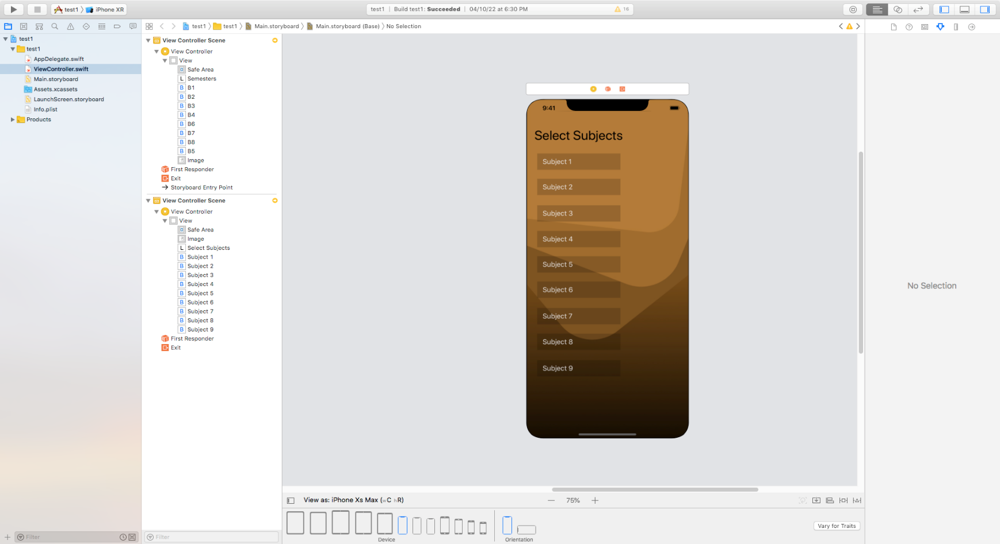 test1 iPhone XR
test1 | Build test1: Succeeded | 04/10/22 at 6:30 PM
16
test1 test1 Main.storyboard Main.storyboard (Base) No Selection
test1
test1
AppDelegate.swift
ViewController.swift
Main.storyboard
Assets.xcassets
LaunchScreen.storyboard
Info.plist
Products
View Controller Scene
View Controller
View
Safe Area
L Semesters
B B1
B B2
B B3
B B4
B B6
B B7
B B8
B B5
Image
First Responder
Exit
Storyboard Entry Point
View Controller Scene
View Controller
View
Safe Area
Image
L Select Subjects
B Subject 1
B Subject 2
B Subject 3
B Subject 4
B Subject 5
B Subject 6
B Subject 7
B Subject 8
B Subject 9
First Responder
Exit
9:41
Select Subjects
Subject 1
Subject 2
Subject 3
Subject 4
Subject 5
Subject 6
Subject 7
Subject 8
Subject 9
No Selection
View as: iPhone Xs Max (wC hR)
75%
Vary for Traits
Device
Orientation
Filter
Filter